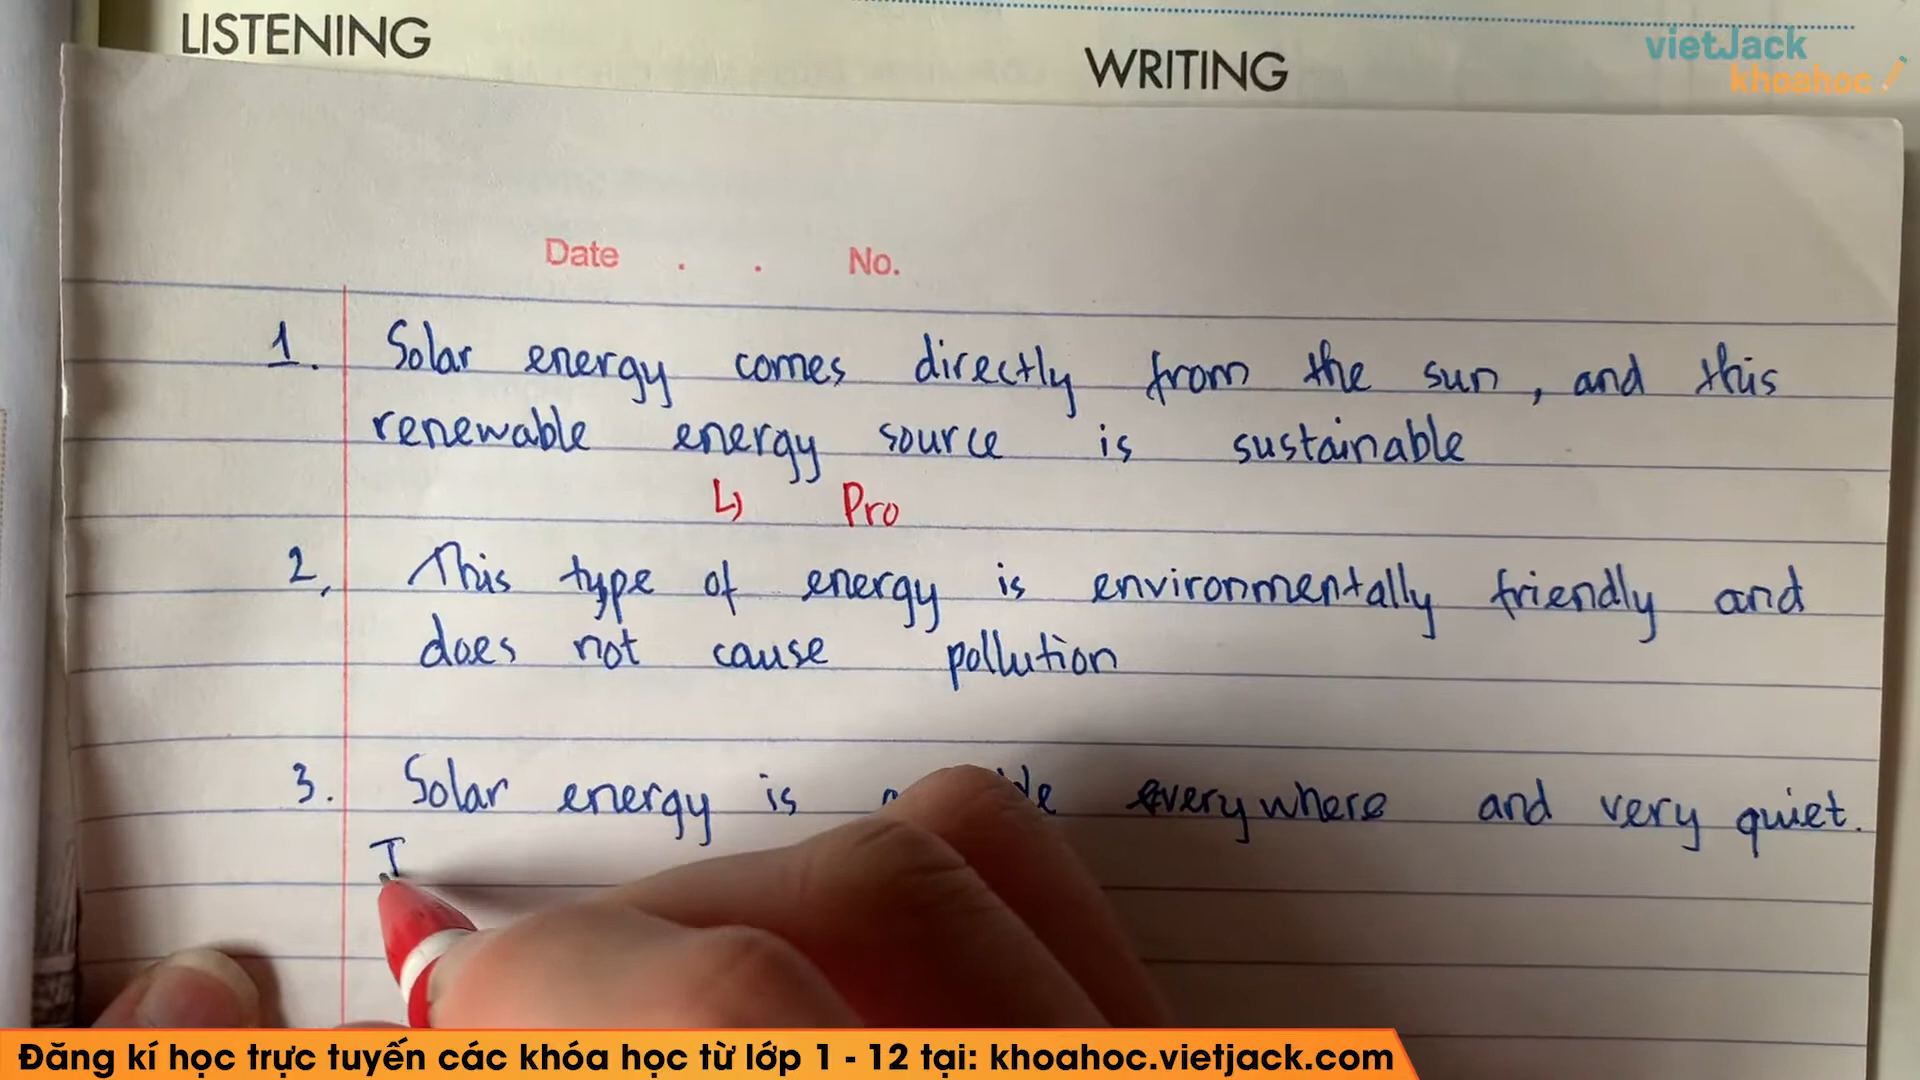 LISTENING
WRITING
vietJack
khoahoc
Date . . No.
1. Solar energy comes directly from the sun, and this
renewable energy source is sustainable
↳ Pro
2. This type of energy is environmentally friendly and
does not cause pollution
3. Solar energy is everywhere and very quiet.
Đăng kí học trực tuyến các khóa học từ lớp 1 - 12 tại: khoahoc.vietjack.com